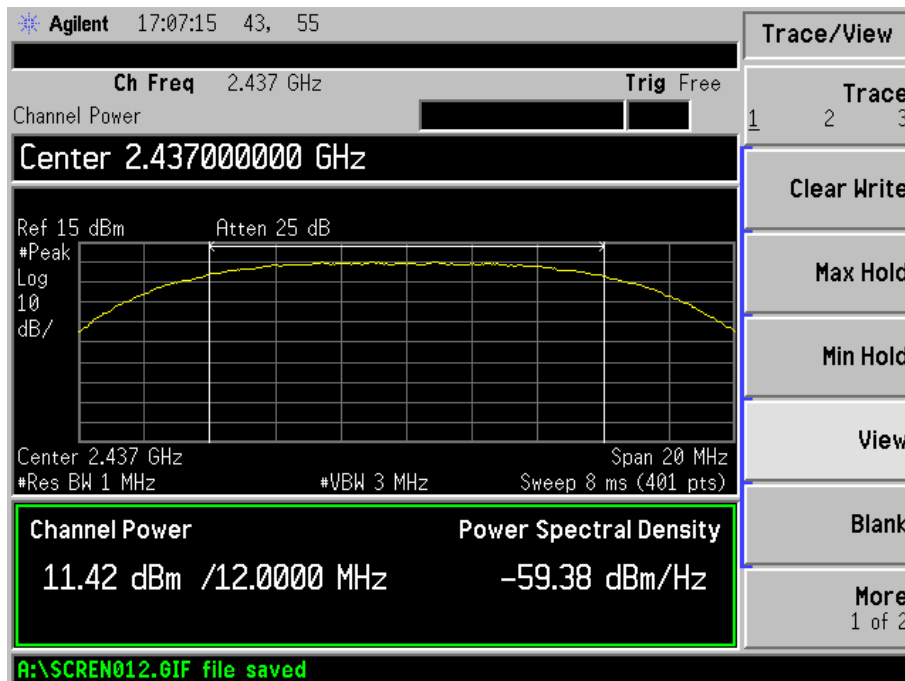 Agilent 17:07:15 43, 55
Trace/View
Ch Freq 2.437 GHz Trig Free
Channel Power
Trace
1 2 3
Center 2.437000000 GHz
Clear Write
Ref 15 dBm Atten 25 dB
#Peak
Log
10
dB/
Max Hold
Min Hold
View
Center 2.437 GHz Span 20 MHz
#Res BW 1 MHz #VBW 3 MHz Sweep 8 ms (401 pts)
Channel Power Power Spectral Density
11.42 dBm /12.0000 MHz -59.38 dBm/Hz
Blank
More
1 of 2
A:\SCREN012.GIF file saved